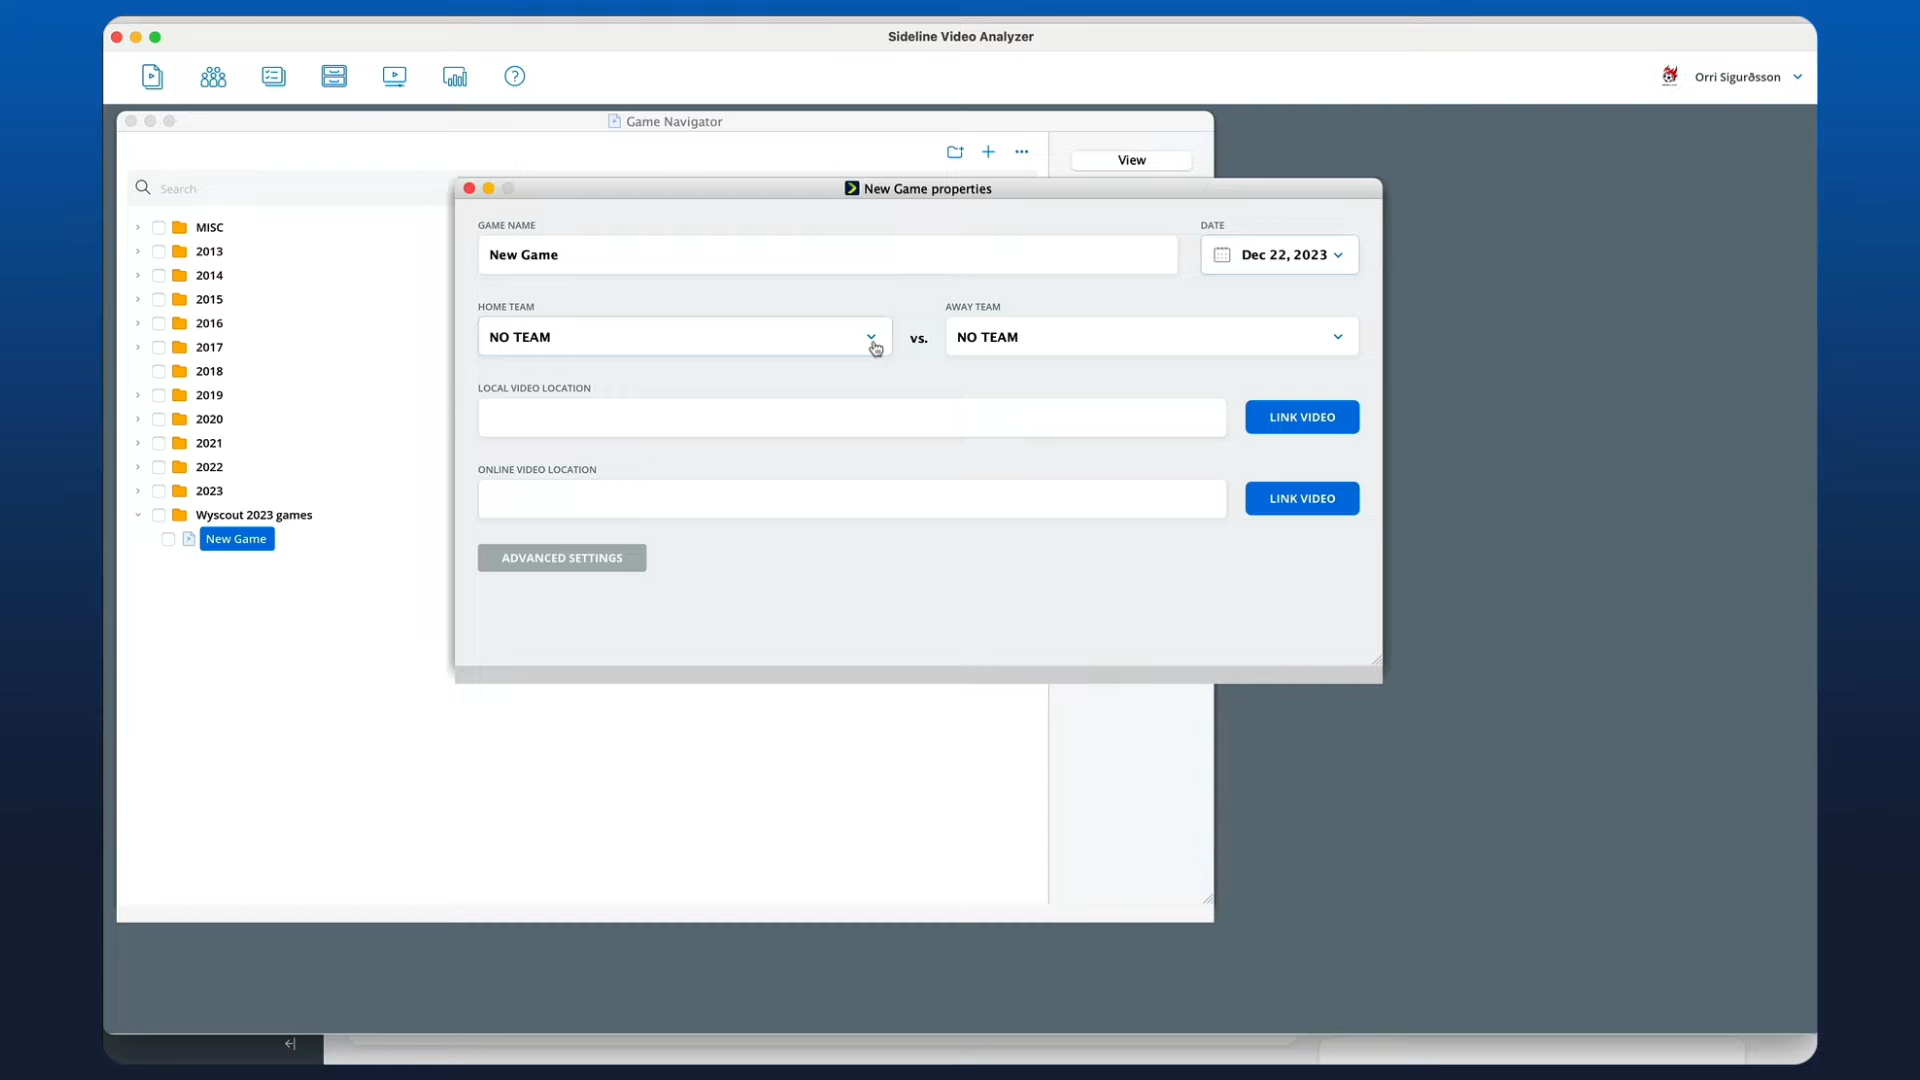 Sideline Video Analyzer
Orri Sigurðsson
Game Navigator
View
Search
New Game properties
MISC
2013
2014
2015
2016
2017
2018
2019
2020
2021
2022
2023
Wyscout 2023 games
New Game
GAME NAME
DATE
New Game
Dec 22, 2023
HOME TEAM
AWAY TEAM
NO TEAM
vs.
NO TEAM
LOCAL VIDEO LOCATION
LINK VIDEO
ONLINE VIDEO LOCATION
LINK VIDEO
ADVANCED SETTINGS